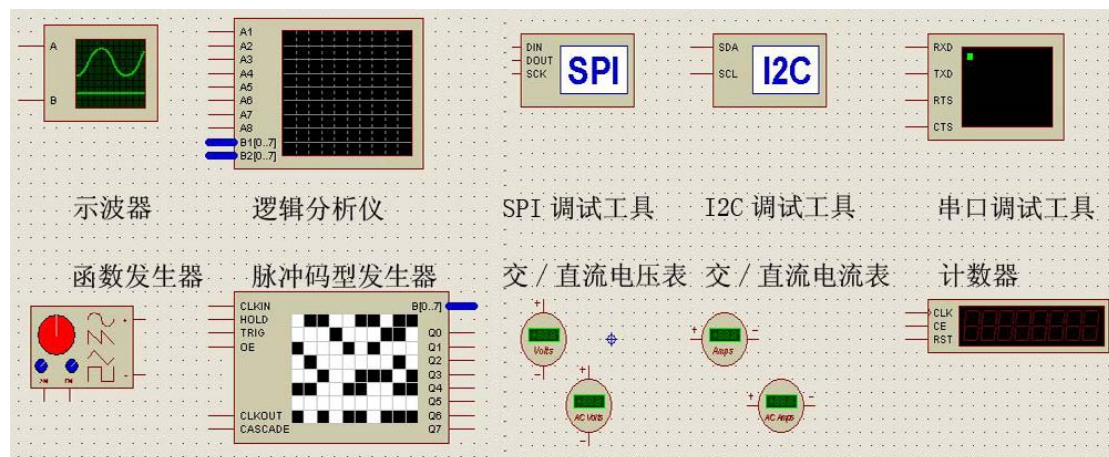 A
B
A1
A2
A3
A4
A5
A6
A7
A8
B1[0..7]
B2[0..7]
DIN
DOUT
SCK
SPI
SDA
SCL
I2C
RXD
TXD
RTS
CTS
示波器
逻辑分析仪
SPI 调试工具
I2C 调试工具
串口调试工具
函数发生器
脉冲码型发生器
交／直流电压表
交／直流电流表
计数器
CLKIN
HOLD
TRIG
OE
CLKOUT
CASCADE
B[0..7]
Q0
Q1
Q2
Q3
Q4
Q5
Q6
Q7
Volts
AC Volts
Amps
AC Amps
CLK
CE
RST